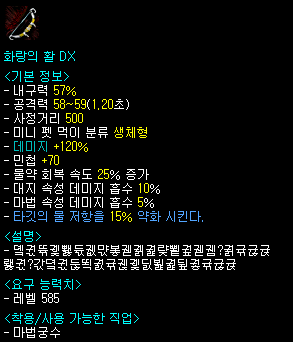 화랑의 활 DX
<기본 정보>
- 내구력 57%
- 공격력 58~59(1.20초)
- 사정거리 500
- 미니 펫 먹이 분류 생체형
- 데미지 +120%
- 민첩 +70
- 물약 회복 속도 25% 증가
- 대지 속성 데미지 흡수 10%
- 마법 속성 데미지 흡수 5%
- 타깃의 물 저항을 15% 약화 시킨다.
<설명>
<요구 능력치>
- 레벨 585
<착용/사용 가능한 직업>
- 마법궁수